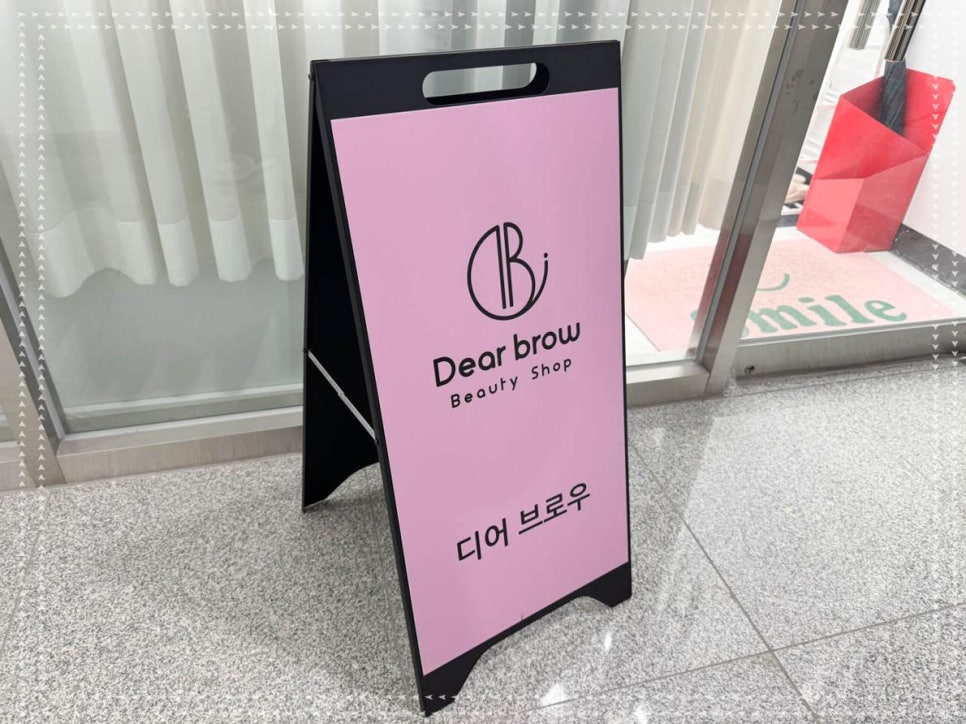 Dear brow
Beauty Shop
디어 브로우
smile